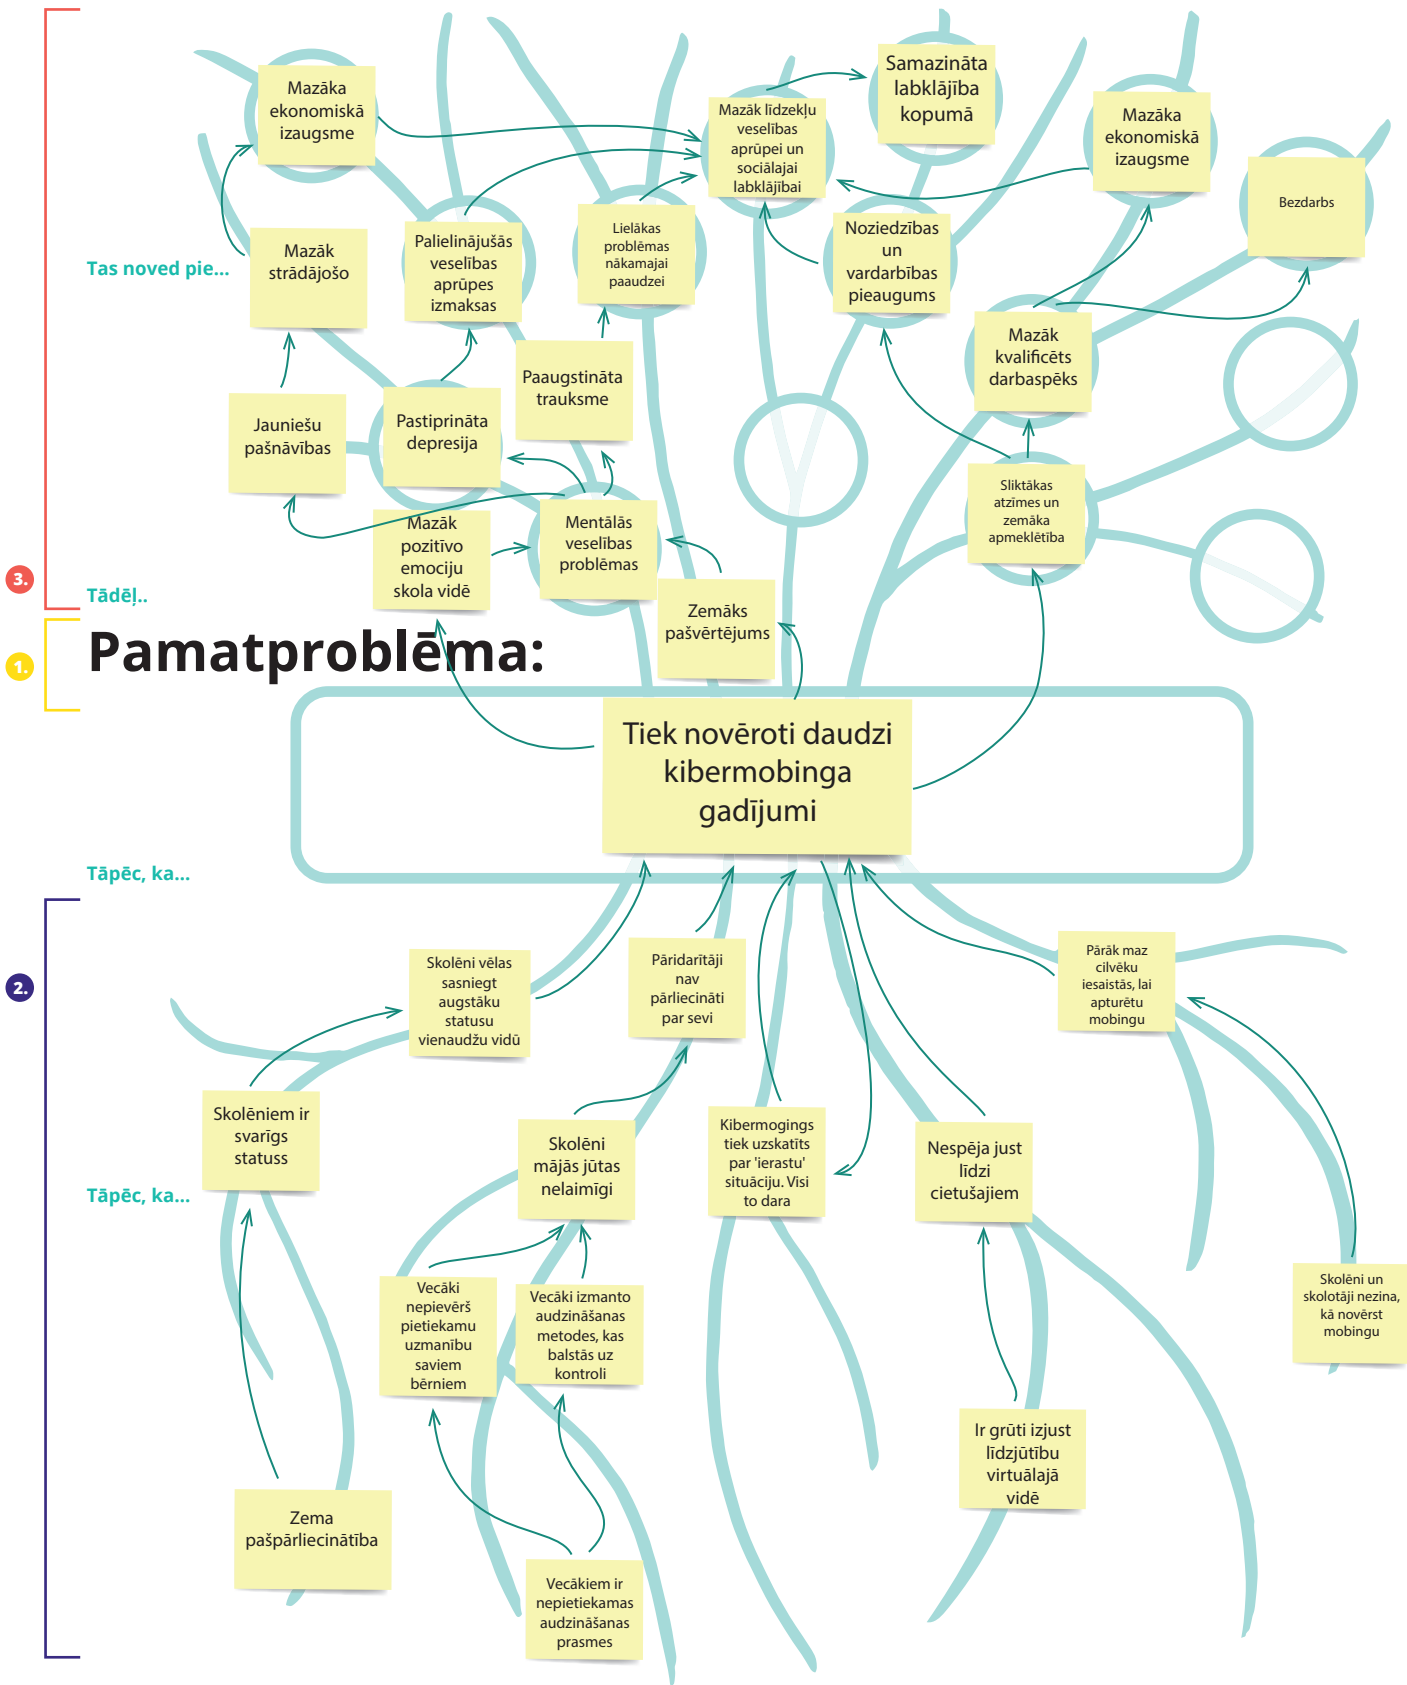 Samazināta
labklājība
kopumā
Mazāka
ekonomiskā
izaugsme
Mazāk līdzekļu
veselības
aprūpei un
sociālajai
labklājībai
Mazāka
ekonomiskā
izaugsme
Bezdarbs
Tas noved pie...
Mazāk
strādājošo
Palielinājušās
veselības
aprūpes
izmaksas
Lielākas
problēmas
nākamajai
paaudzei
Noziedzības
un
vardarbības
pieaugums
Mazāk
kvalificēts
darbaspēks
Jauniešu
pašnāvības
Pastiprināta
depresija
Paaugstināta
trauksme
Sliktākas
atzīmes un
zemāka
apmeklētība
Mazāk
pozitīvo
emociju
skola vidē
Mentālās
veselības
problēmas
Zemāks
pašvērtējums
3.
Tādēļ..
1.
Pamatproblēma:
Tiek novēroti daudzi
kibermobinga
gadījumi
Tāpēc, ka...
2.
Skolēni vēlas
sasniegt
augstāku
statusu
vienaudžu vidū
Pāridarītāji
nav
pārliecināti
par sevi
Pārāk maz
cilvēku
iesaistās, lai
apturētu
mobingu
Tāpēc, ka...
Skolēniem ir
svarīgs
statuss
Skolēni
mājās jūtas
nelaimīgi
Kibermogings
tiek uzskatīts
par 'ierastu'
situāciju. Visi
to dara
Nespēja just
līdzi
cietušajiem
Vecāki
nepievērš
pietiekamu
uzmanību
saviem
bērniem
Vecāki izmanto
audzināšanas
metodes, kas
balstās uz
kontroli
Skolēni un
skolotāji nezina,
kā novērst
mobingu
Zema
pašpārliecinātība
Vecākiem ir
nepietiekamas
audzināšanas
prasmes
Ir grūti izjust
līdzjūtību
virtuālajā
vidē